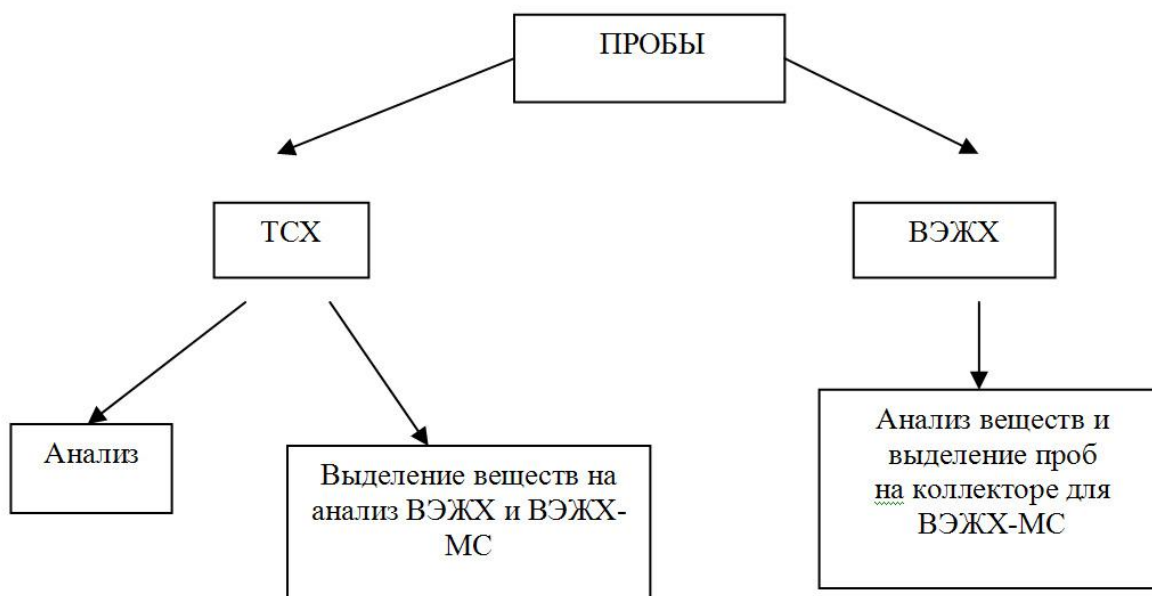 ПРОБЫ
ТСХ
ВЭЖХ
Анализ
Выделение веществ на
анализ ВЭЖХ и ВЭЖХ-
МС
Анализ веществ и
выделение проб
на коллекторе для
ВЭЖХ-МС